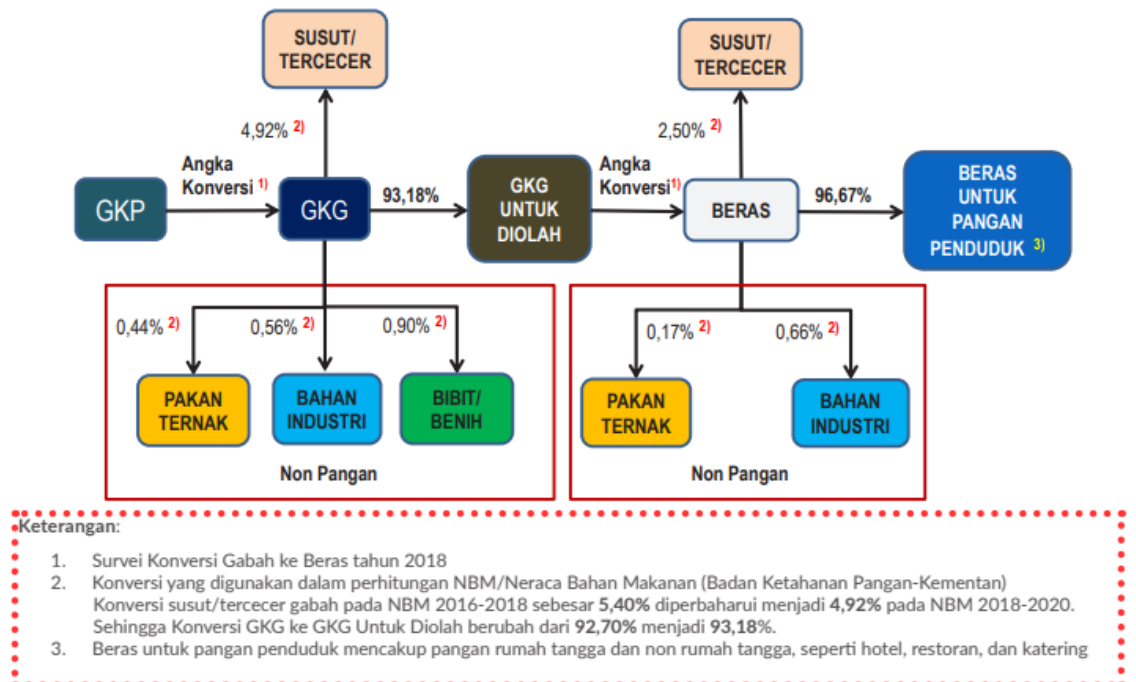 SUSUT/
TERCECER
SUSUT/
TERCECER
4,92% 2)
2,50% 2)
Angka
Konversi 1)
Angka
Konversi1)
GKP
GKG
93,18%
GKG
UNTUK
DIOLAH
BERAS
96,67%
BERAS
UNTUK
PANGAN
PENDUDUK 3)
0,44% 2)
0,56% 2)
0,90% 2)
0,17% 2)
0,66% 2)
PAKAN
TERNAK
BAHAN
INDUSTRI
BIBIT/
BENIH
PAKAN
TERNAK
BAHAN
INDUSTRI
Non Pangan
Non Pangan
Keterangan:
1. Survei Konversi Gabah ke Beras tahun 2018
2. Konversi yang digunakan dalam perhitungan NBM/Neraca Bahan Makanan (Badan Ketahanan Pangan-Kementan)
Konversi susut/tercecer gabah pada NBM 2016-2018 sebesar 5,40% diperbaharui menjadi 4,92% pada NBM 2018-2020.
Sehingga Konversi GKG ke GKG Untuk Diolah berubah dari 92,70% menjadi 93,18%.
3. Beras untuk pangan penduduk mencakup pangan rumah tangga dan non rumah tangga, seperti hotel, restoran, dan katering